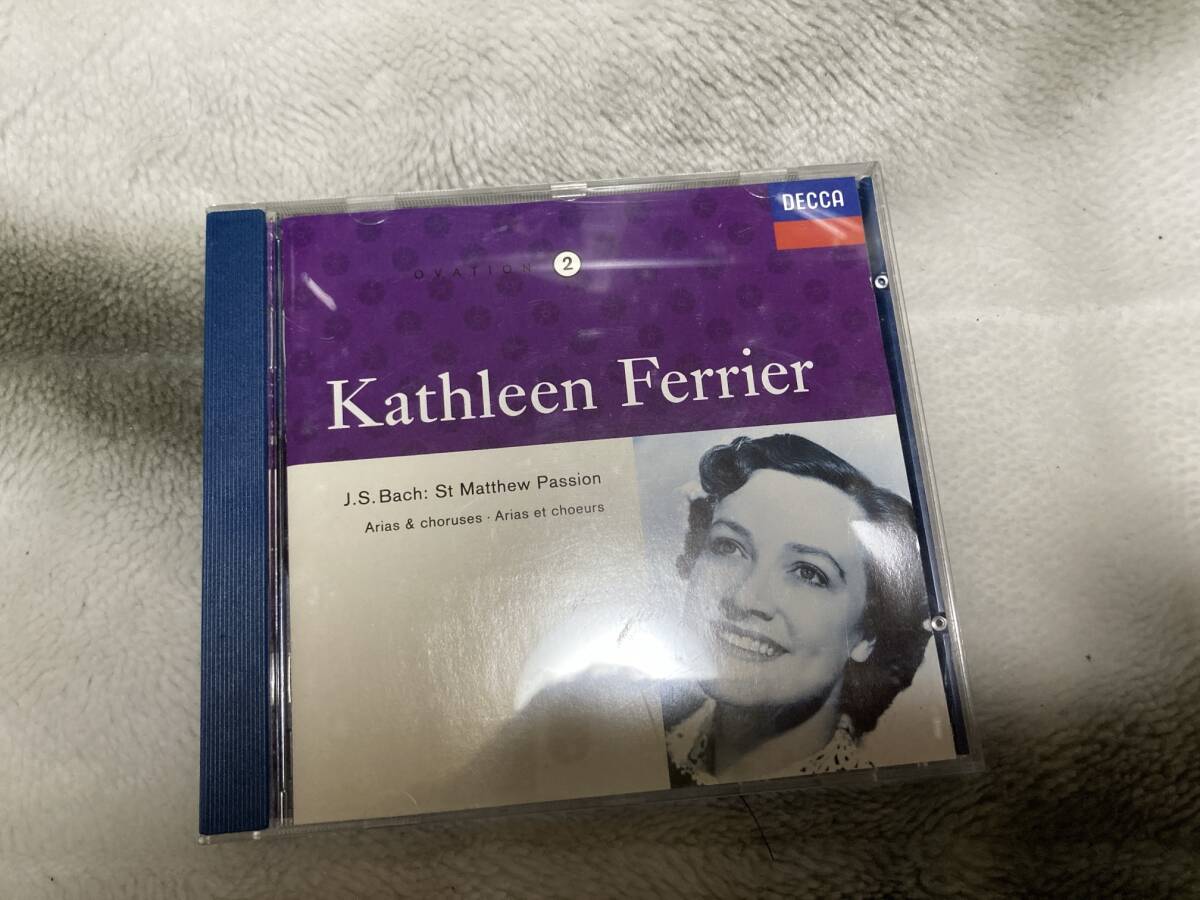 DECCA
OVATION 2
Kathleen Ferrier
J.S. Bach: St Matthew Passion
Arias & choruses · Arias et choeurs